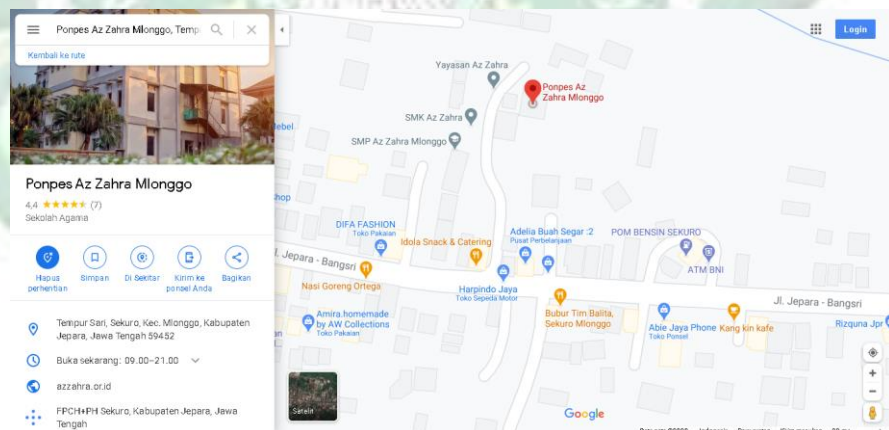 Ponpes Az Zahra Mlonggo, Temp
Kembali ke rute
Ponpes Az Zahra Mlonggo
4,4 (7)
Sekolah Agama
Hapus perhentian
Simpan
Di Sekitar
Kirim ke ponsel Anda
Bagikan
Tempur Sari, Sekuro, Kec. Mlonggo, Kabupaten
Jepara, Jawa Tengah 59452
Buka sekarang: 09.00–21.00
azzahra.or.id
FPCH+PH Sekuro, Kabupaten Jepara, Jawa
Tengah
Login
Yayasan Az Zahra
Ponpes Az
Zahra Mlonggo
SMK Az Zahra
SMP Az Zahra Mlonggo
DIFA FASHION
Toko Pakaian
Idola Snack & Catering
Adelia Buah Segar :2
Pusat Perbelanjaan
POM BENSIN SEKURO
ATM BNI
Jl. Jepara - Bangsri
Nasi Goreng Ortega
Harpindo Jaya
Toko Sepeda Motor
Jl. Jepara - Bangsri
Amira.homemade
by AW Collections
Toko Pakaian
Bubur Tim Balita,
Sekuro Mlonggo
Abie Jaya Phone
Toko Ponsel
Kang kin kafe
Rizquna Jpr
Satelit
Google